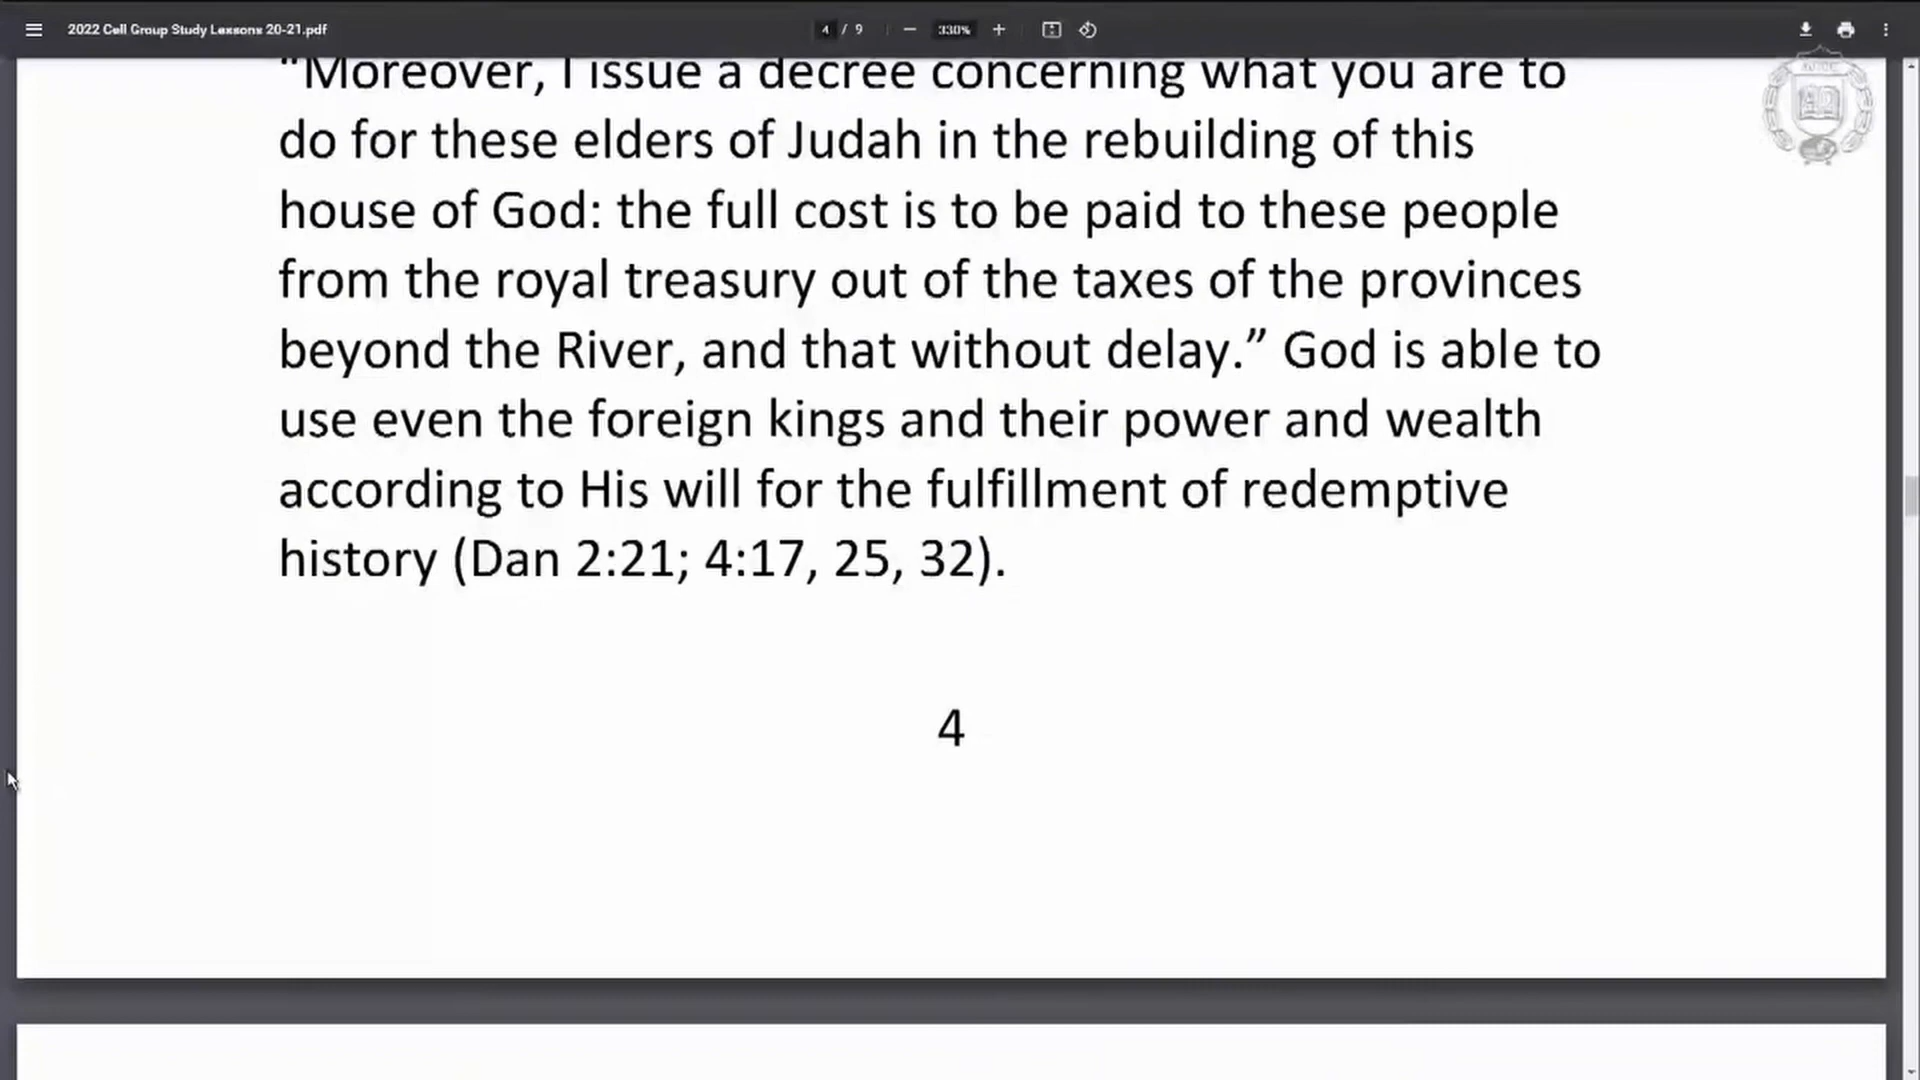 2022 Cell Group Study Lessons 20-21.pdf
4 / 9
330%
“Moreover, I issue a decree concerning what you are to
do for these elders of Judah in the rebuilding of this
house of God: the full cost is to be paid to these people
from the royal treasury out of the taxes of the provinces
beyond the River, and that without delay.” God is able to
use even the foreign kings and their power and wealth
according to His will for the fulfillment of redemptive
history (Dan 2:21; 4:17, 25, 32).
4